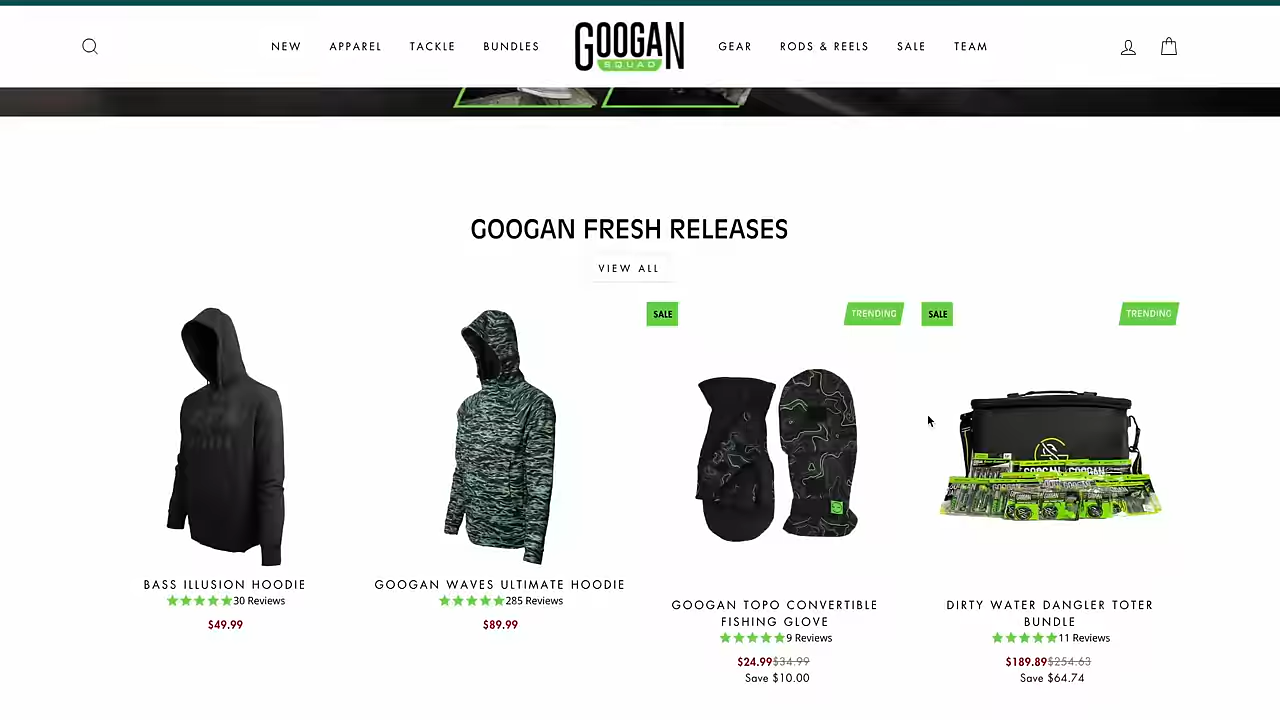 NEW APPAREL TACKLE BUNDLES GOOGAN SQUAD GEAR RODS & REELS SALE TEAM
GOOGAN FRESH RELEASES
VIEW ALL
SALE TRENDING SALE TRENDING
BASS ILLUSION HOODIE
30 Reviews
$49.99
GOOGAN WAVES ULTIMATE HOODIE
285 Reviews
$89.99
GOOGAN TOPO CONVERTIBLE
FISHING GLOVE
9 Reviews
$24.99 $34.99
Save $10.00
DIRTY WATER DANGLER TOTER
BUNDLE
11 Reviews
$189.89 $254.63
Save $64.74